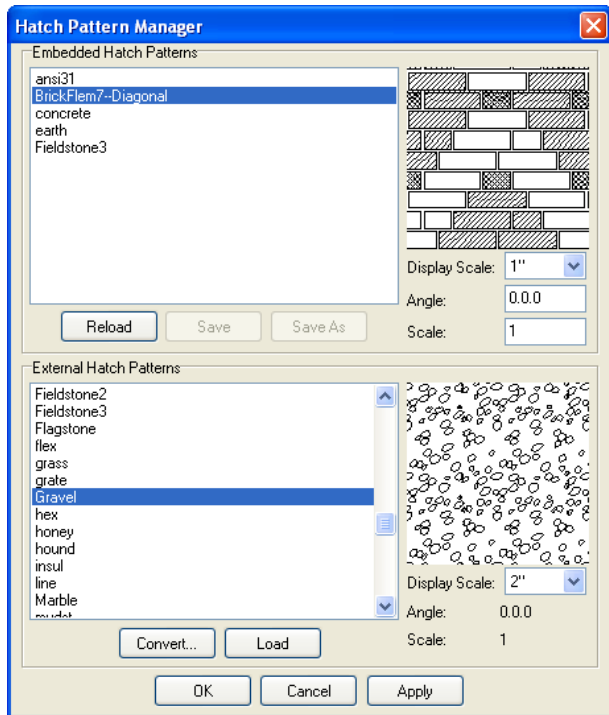 Hatch Pattern Manager
Embedded Hatch Patterns
ansi31
BrickFlem7--Diagonal
concrete
earth
Fieldstone3
Display Scale: 1"
Angle: 0.0.0
Scale: 1
Reload Save Save As
External Hatch Patterns
Fieldstone2
Fieldstone3
Flagstone
flex
grass
grate
Gravel
hex
honey
hound
insul
line
Marble
Display Scale: 2"
Angle: 0.0.0
Scale: 1
Convert... Load
OK Cancel Apply